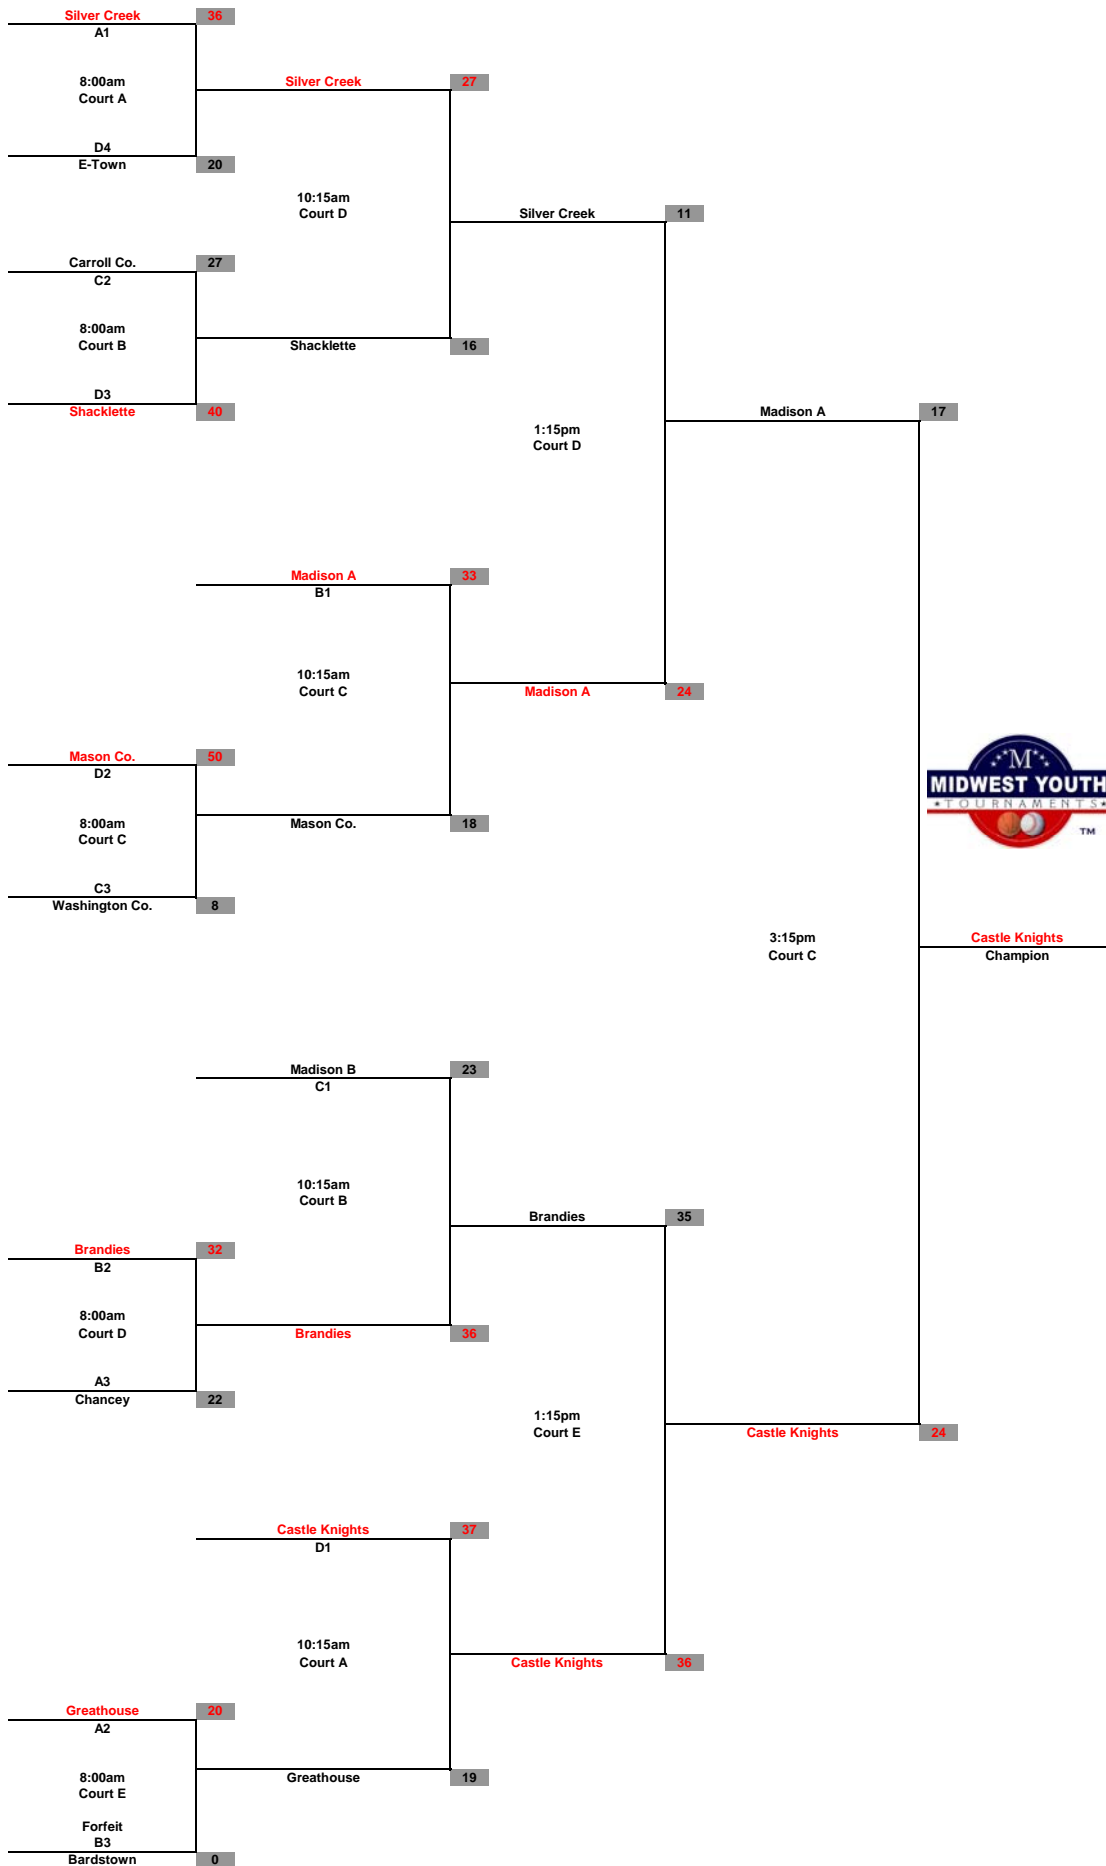 Silver Creek 36
A1
8:00am
Court A
Silver Creek 27
D4
E-Town 20
10:15am
Court D
Silver Creek 11
Carroll Co. 27
C2
8:00am
Court B
Shacklette 16
D3
Shacklette 40
1:15pm
Court D
Madison A 17
Madison A 33
B1
10:15am
Court C
Madison A 24
Mason Co. 50
D2
8:00am
Court C
Mason Co. 18
C3
Washington Co. 8
M
MIDWEST YOUTH
TOURNAMENTS
TM
3:15pm
Court C
Castle Knights
Champion
Madison B 23
C1
10:15am
Court B
Brandies 35
Brandies 32
B2
8:00am
Court D
Brandies 36
A3
Chancey 22
1:15pm
Court E
Castle Knights 24
Castle Knights 37
D1
10:15am
Court A
Castle Knights 36
Greathouse 20
A2
8:00am
Court E
Greathouse 19
Forfeit
B3
Bardstown 0